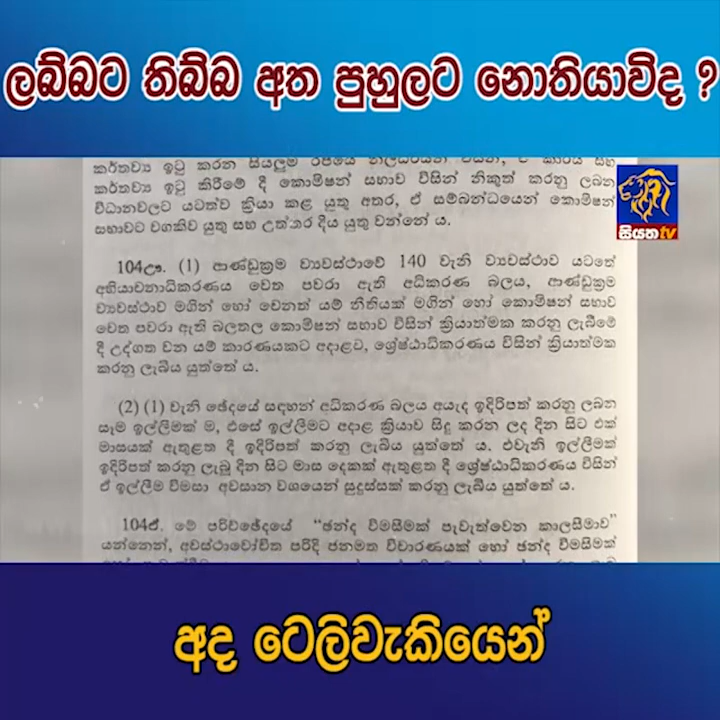 ලබ්බට තිබ්බ අත පුහුලට නොතියාවිද ?
කර්තව්‍ය ඉටු කරන සියලුම
කර්තව්‍ය ඉටු කිරීමේ දී කොමිෂන් සභාව විසින් නිකුත් කරනු ලබන
විධානවලට යටත්ව ක්‍රියා කළ යුතු අතර, ඒ සම්බන්ධයෙන් කොමිෂන්
සභාවට වගකිව යුතු සහ උත්තර දිය යුතු වන්නේ ය.
සියත tv
104ඌ. (1) ආණ්ඩුක්‍රම ව්‍යවස්ථාවේ 140 වැනි ව්‍යවස්ථාව යටතේ
අභියාචනාධිකරණය වෙත පවරා ඇති අධිකරණ බලය, ආණ්ඩුක්‍රම
ව්‍යවස්ථාව මගින් හෝ වෙනත් යම් නීතියක් මගින් හෝ කොමිෂන් සභාව
වෙත පවරා ඇති බලතල කොමිෂන් සභාව විසින් ක්‍රියාත්මක කරනු ලැබීමේ
දී උද්ගත වන යම් කාරණයකට අදාළව, ශ්‍රේෂ්ඨාධිකරණය විසින් ක්‍රියාත්මක
කරනු ලැබිය යුත්තේ ය.
(2) (1) වැනි ඡේදයේ සඳහන් අධිකරණ බලය අයැද ඉදිරිපත් කරනු ලබන
සෑම ඉල්ලීමක් ම, එසේ ඉල්ලීමට අදාළ ක්‍රියාව සිදු කරන ලද දින සිට එක්
මාසයක් ඇතුළත දී ඉදිරිපත් කරනු ලැබිය යුත්තේ ය. එවැනි ඉල්ලීමක්
ඉදිරිපත් කරනු ලැබූ දින සිට මාස දෙකක් ඇතුළත දී ශ්‍රේෂ්ඨාධිකරණය විසින්
ඒ ඉල්ලීම විමසා අවසාන වශයෙන් සුදුස්සක් කරනු ලැබිය යුත්තේ ය.
104ඒ. මේ පරිච්ඡේදයේ “ඡන්ද විමසීමක් පැවැත්වෙන කාලසීමාව”
යන්නෙන්, අවස්ථාවෝචිත පරිදි ජනමත විචාරණයක් හෝ ඡන්ද විමසීමක්
අද ටෙලිවැකියෙන්